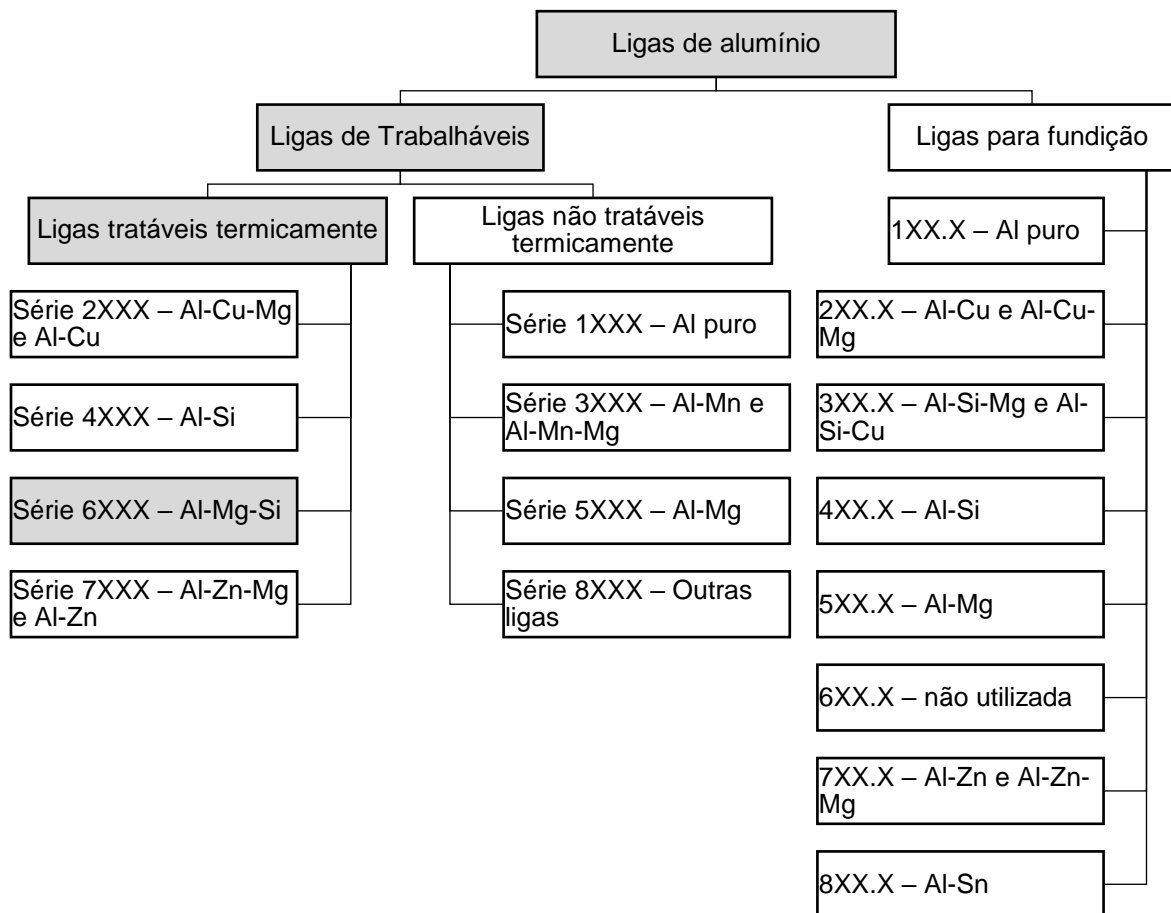 Ligas de alumínio
Ligas de Trabalháveis
Ligas para fundição
Ligas tratáveis termicamente
Ligas não tratáveis
termicamente
Série 2XXX – Al-Cu-Mg
e Al-Cu
Série 4XXX – Al-Si
Série 6XXX – Al-Mg-Si
Série 7XXX – Al-Zn-Mg
e Al-Zn
Série 1XXX – Al puro
Série 3XXX – Al-Mn e
Al-Mn-Mg
Série 5XXX – Al-Mg
Série 8XXX – Outras
ligas
1XX.X – Al puro
2XX.X – Al-Cu e Al-Cu-
Mg
3XX.X – Al-Si-Mg e Al-
Si-Cu
4XX.X – Al-Si
5XX.X – Al-Mg
6XX.X – não utilizada
7XX.X – Al-Zn e Al-Zn-
Mg
8XX.X – Al-Sn